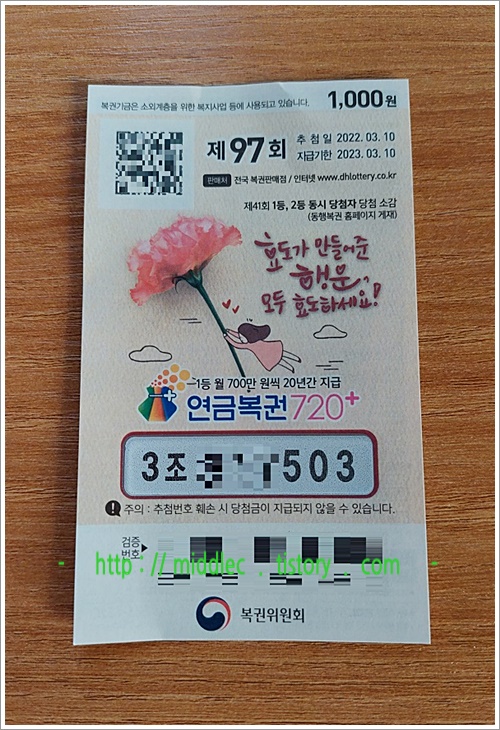 복권기금은 소외계층을 위한 복지사업 등에 사용되고 있습니다. 1,000원
제97회
추 첨 일 2022. 03. 10
지급기한 2023. 03. 10
판매처 전국 복권판매점 / 인터넷 www.dhlottery.co.kr
제41회 1등, 2등 동시 당첨자 당첨 소감
(동행복권 홈페이지 게재)
효도가 만들어준
행운,
모두 효도하세요!
1등 월 700만 원씩 20년간 지급
연금복권720+
3조 503
주의 : 추첨번호 훼손 시 당첨금이 지급되지 않을 수 있습니다.
검증
번호
- http : // middlec . tistory . com -
복권위원회